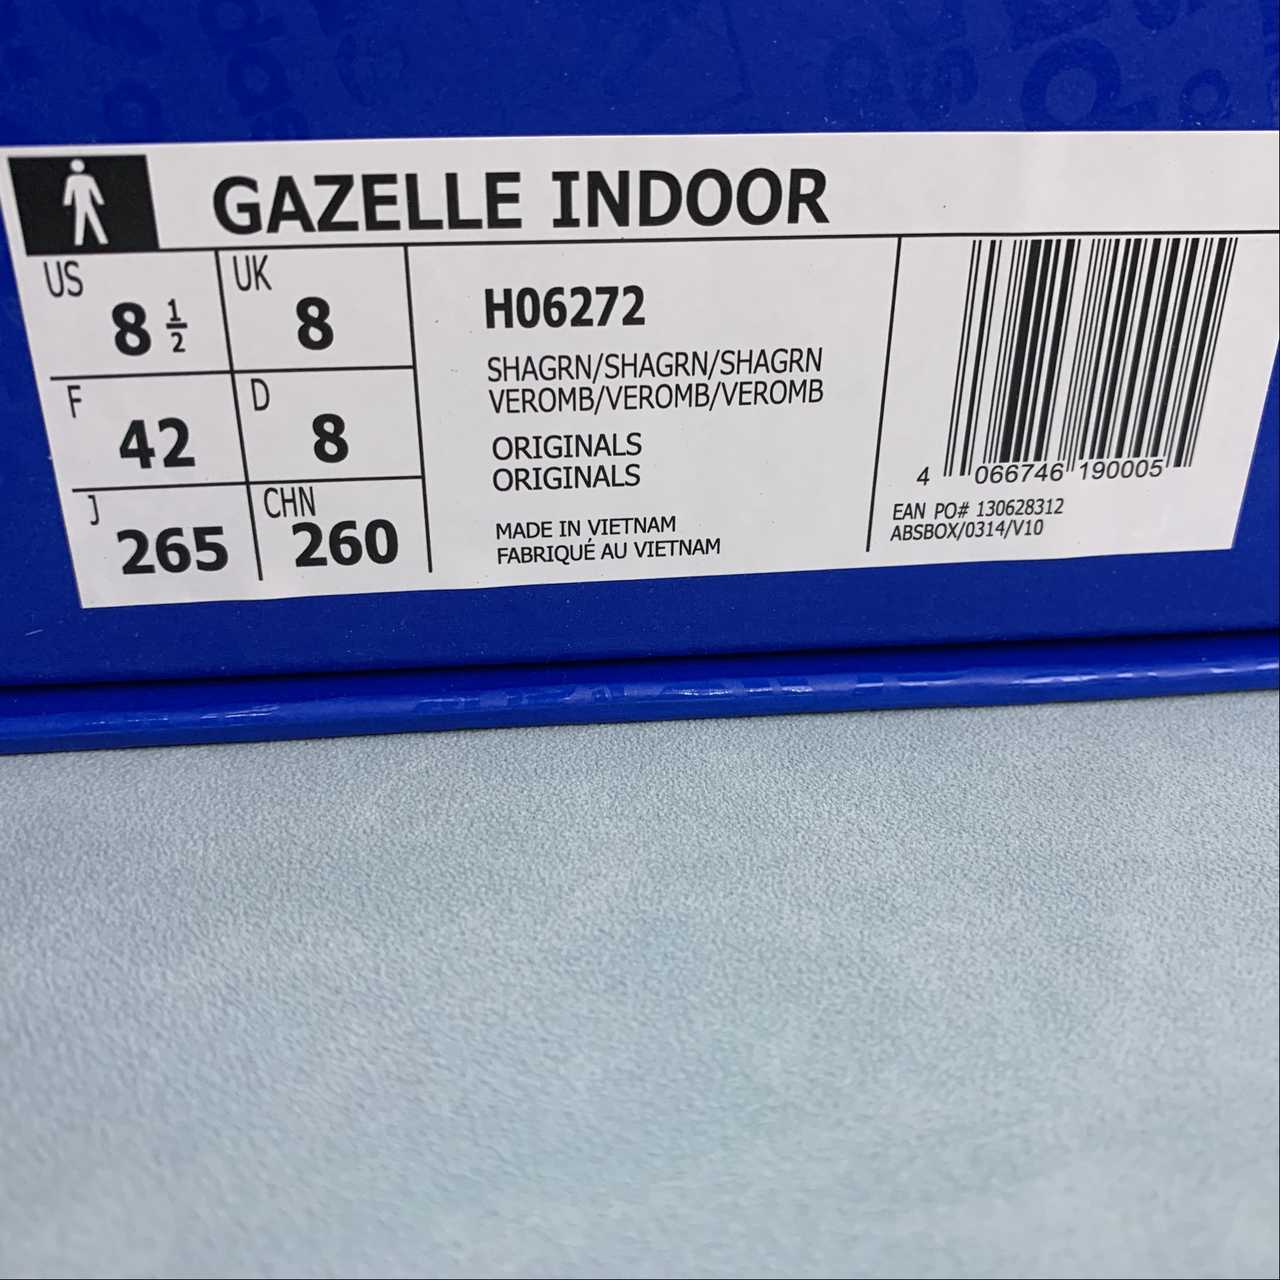 GAZELLE INDOOR
US 8 1/2 UK 8
F 42 D 8
J 265 CHN 260
H06272
SHAGRN/SHAGRN/SHAGRN
VEROMB/VEROMB/VEROMB
ORIGINALS
ORIGINALS
MADE IN VIETNAM
FABRIQUÉ AU VIETNAM
4 066746 190005
EAN PO# 130628312
ABSBOX/0314/V10